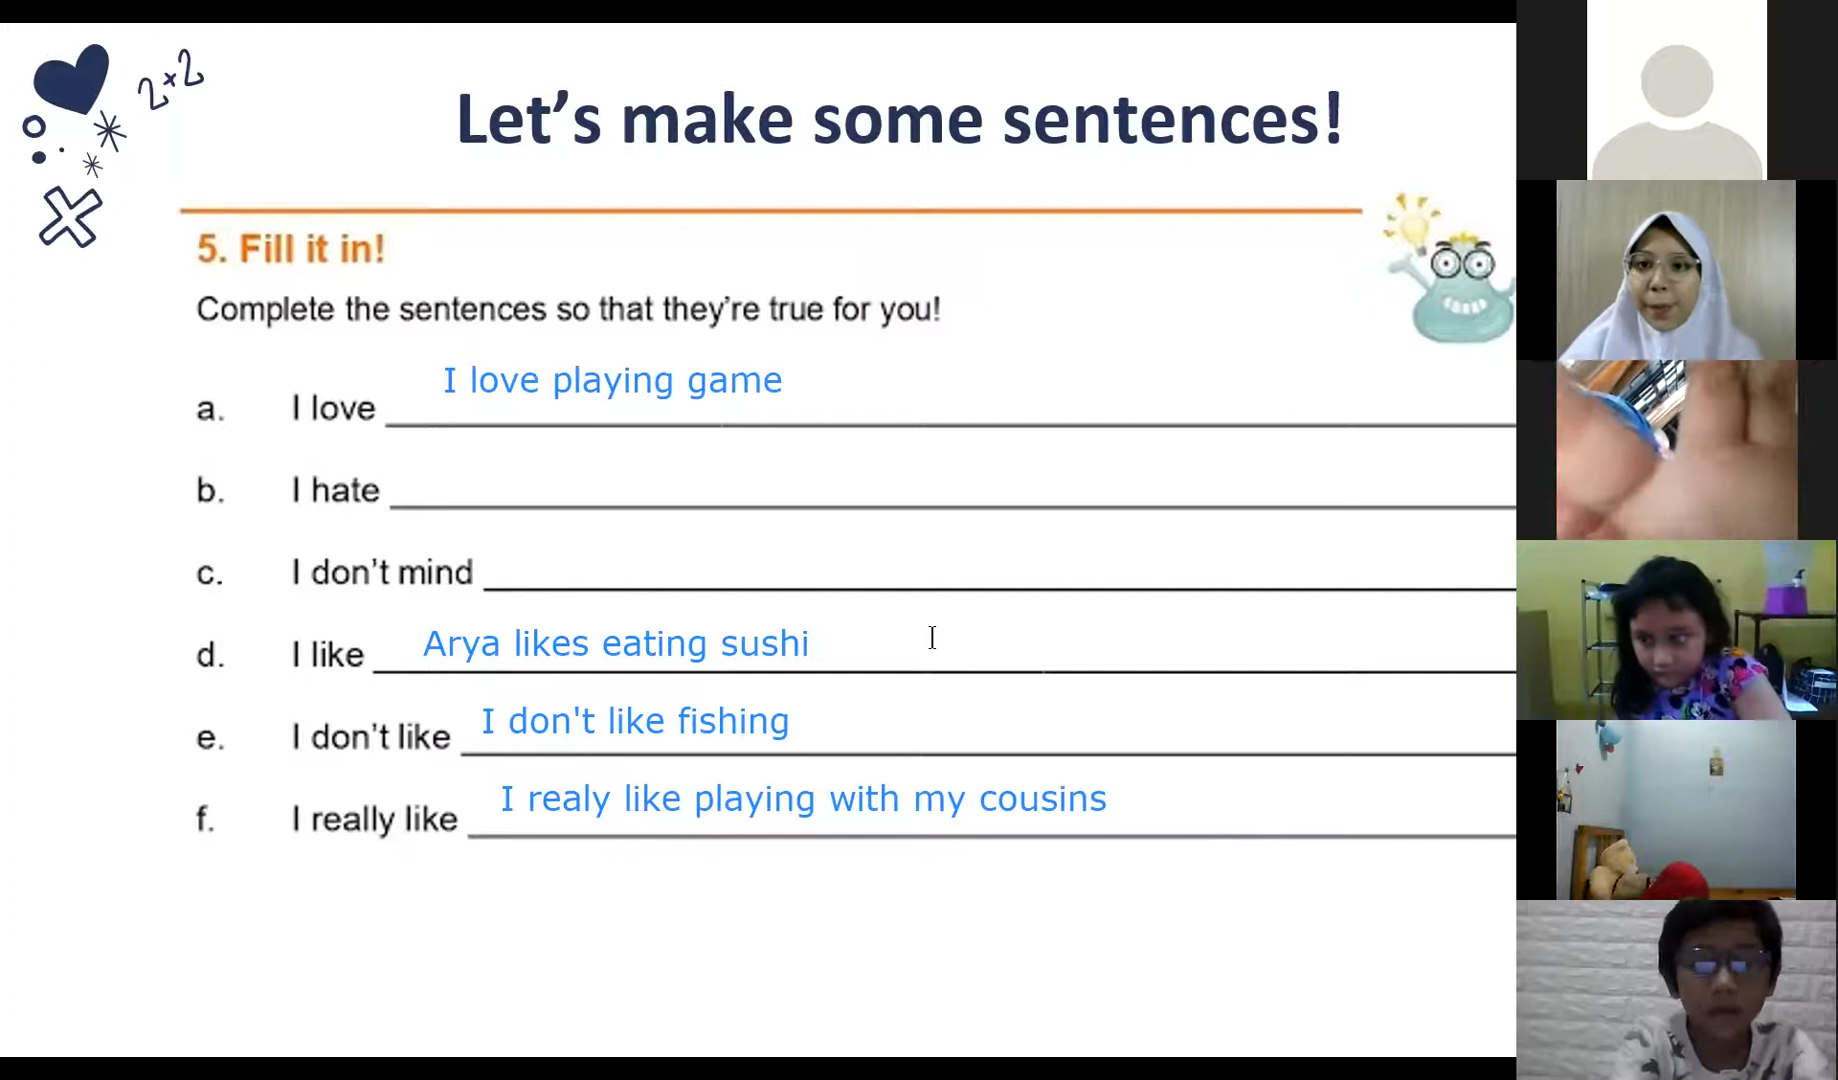 2x2
Let's make some sentences!
5. Fill it in!
Complete the sentences so that they're true for you!
I love playing game
a. I love
b. I hate
c. I don't mind
Arya likes eating sushi
d. I like
I don't like fishing
e. I don't like
I realy like playing with my cousins
f. I really like